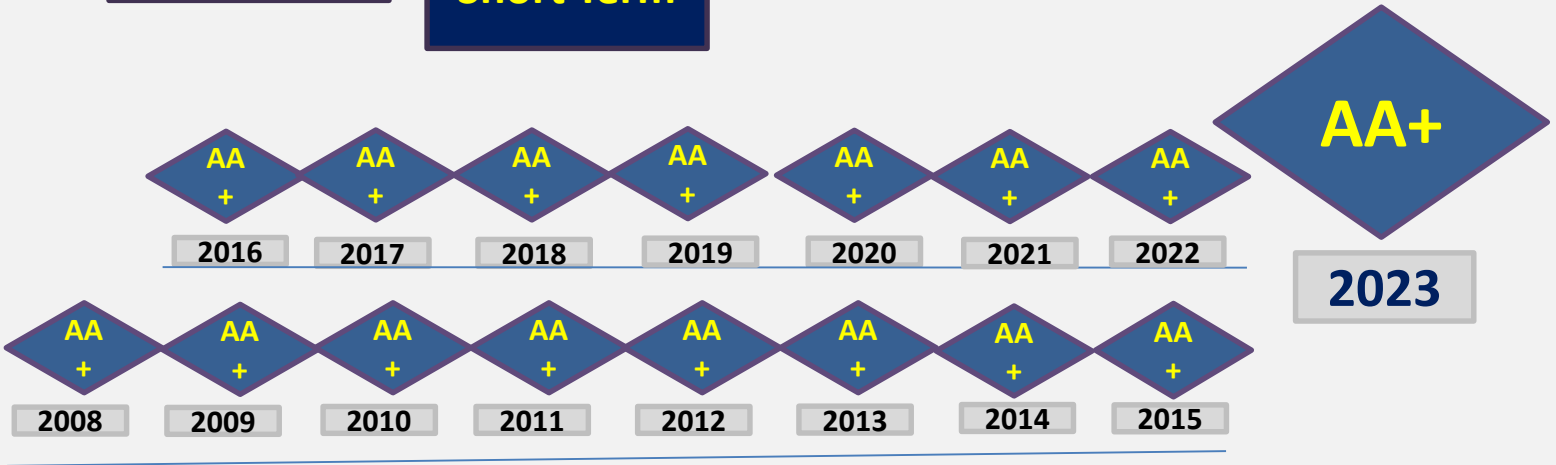 AA AA AA AA AA AA AA
+ + + + + + +
AA+
2016 2017 2018 2019 2020 2021 2022
2023
AA AA AA AA AA AA AA AA
+ + + + + + + +
2008 2009 2010 2011 2012 2013 2014 2015